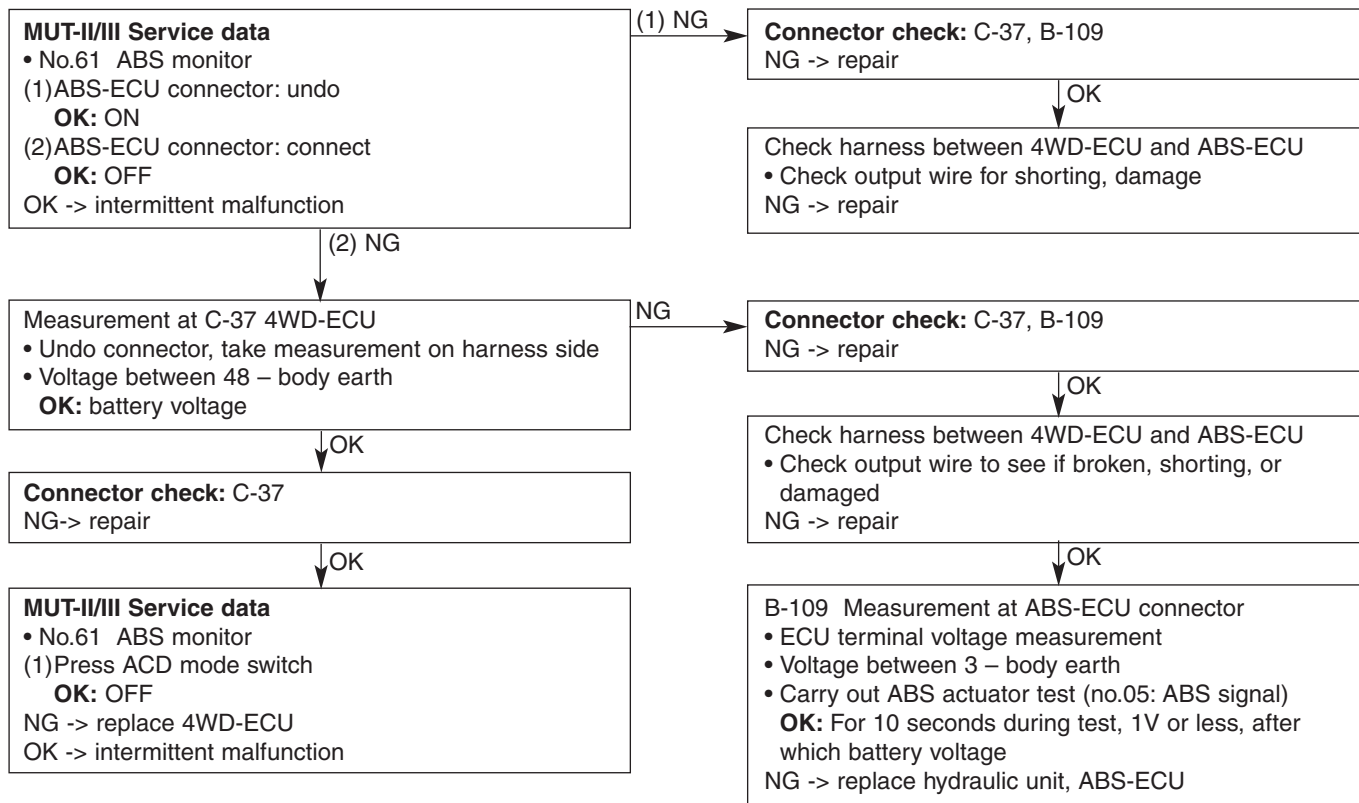 MUT-II/III Service data
• No.61 ABS monitor
(1)ABS-ECU connector: undo
OK: ON
(2)ABS-ECU connector: connect
OK: OFF
OK -> intermittent malfunction
(1) NG
Connector check: C-37, B-109
NG -> repair
OK
Check harness between 4WD-ECU and ABS-ECU
• Check output wire for shorting, damage
NG -> repair
(2) NG
Measurement at C-37 4WD-ECU
• Undo connector, take measurement on harness side
• Voltage between 48 – body earth
OK: battery voltage
NG
Connector check: C-37, B-109
NG -> repair
OK
Check harness between 4WD-ECU and ABS-ECU
• Check output wire to see if broken, shorting, or
damaged
NG -> repair
OK
Connector check: C-37
NG-> repair
OK
MUT-II/III Service data
• No.61 ABS monitor
(1)Press ACD mode switch
OK: OFF
NG -> replace 4WD-ECU
OK -> intermittent malfunction
OK
B-109 Measurement at ABS-ECU connector
• ECU terminal voltage measurement
• Voltage between 3 – body earth
• Carry out ABS actuator test (no.05: ABS signal)
OK: For 10 seconds during test, 1V or less, after
which battery voltage
NG -> replace hydraulic unit, ABS-ECU